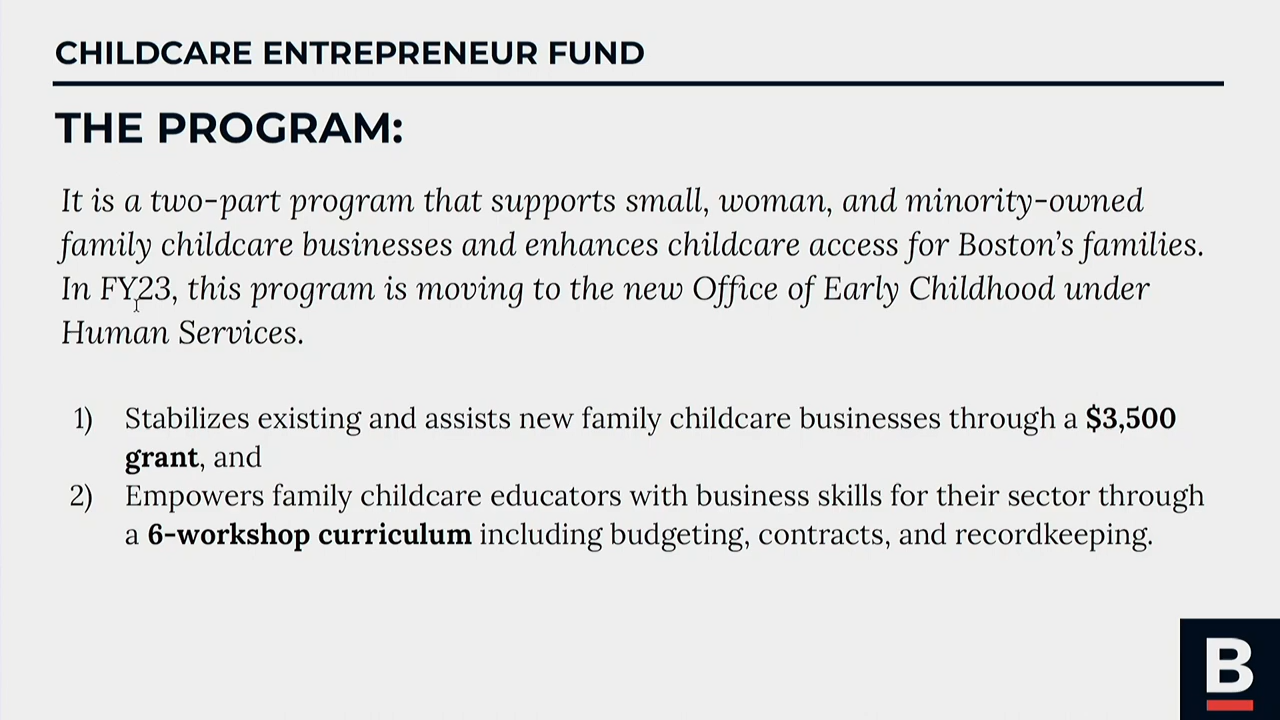 CHILDCARE ENTREPRENEUR FUND
THE PROGRAM:
It is a two-part program that supports small, woman, and minority-owned
family childcare businesses and enhances childcare access for Boston's families.
In FY23, this program is moving to the new Office of Early Childhood under
Human Services.
1) Stabilizes existing and assists new family childcare businesses through a $3,500
grant, and
2) Empowers family childcare educators with business skills for their sector through
a 6-workshop curriculum including budgeting, contracts, and recordkeeping.
B